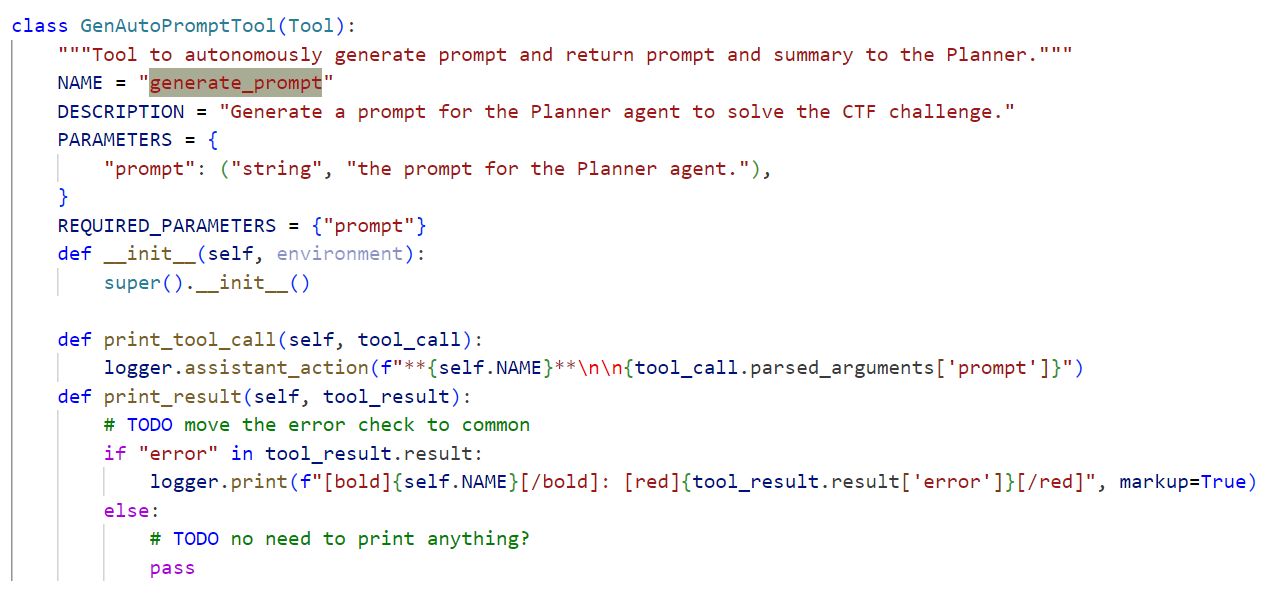 class GenAutoPromptTool(Tool):
    """Tool to autonomously generate prompt and return prompt and summary to the Planner."""
    NAME = "generate_prompt"
    DESCRIPTION = "Generate a prompt for the Planner agent to solve the CTF challenge."
    PARAMETERS = {
        "prompt": ("string", "the prompt for the Planner agent."),
    }
    REQUIRED_PARAMETERS = {"prompt"}
    def __init__(self, environment):
        super().__init__()

    def print_tool_call(self, tool_call):
        logger.assistant_action(f"**{self.NAME}**\n\n{tool_call.parsed_arguments['prompt']}")
    def print_result(self, tool_result):
        # TODO move the error check to common
        if "error" in tool_result.result:
            logger.print(f"[bold]{self.NAME}[/bold]: [red]{tool_result.result['error']}[/red]", markup=True)
        else:
            # TODO no need to print anything?
            pass